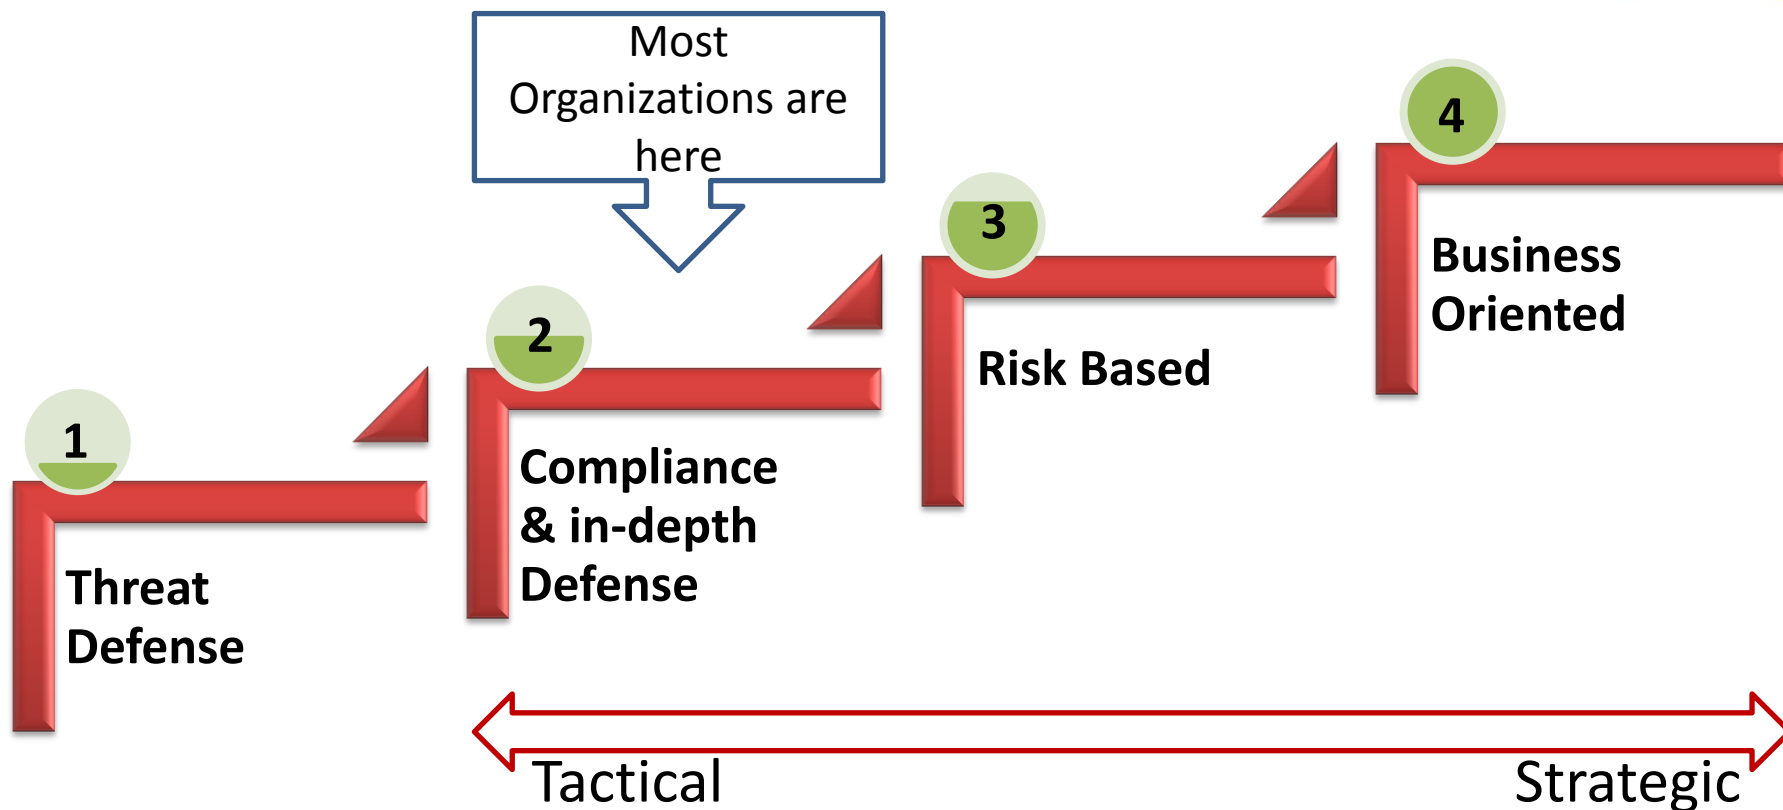 Most
Organizations are
here
1
Threat
Defense
2
Compliance
& in-depth
Defense
3
Risk Based
4
Business
Oriented
Tactical
Strategic